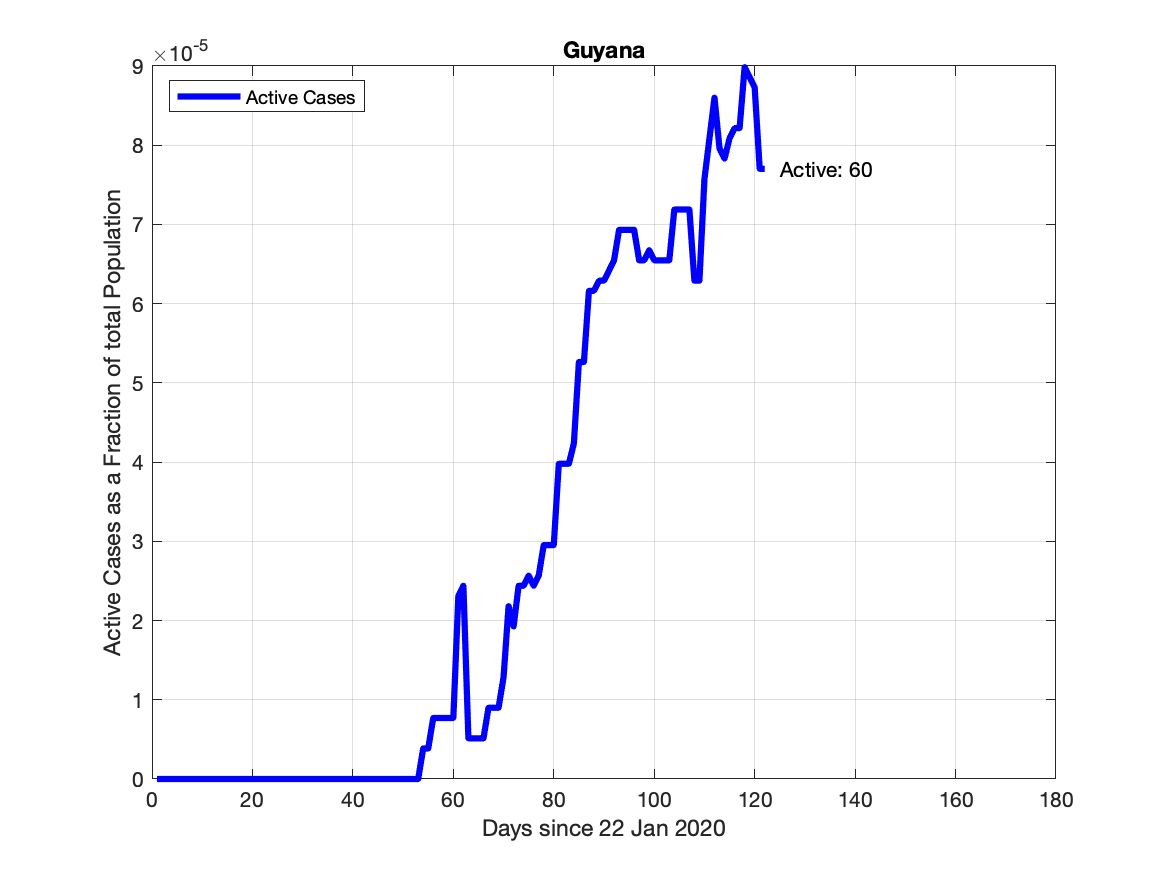 Guyana
×10-5
Active Cases
9
8
7
6
5
4
3
2
1
0
Active Cases as a Fraction of total Population
Active: 60
0 20 40 60 80 100 120 140 160 180
Days since 22 Jan 2020